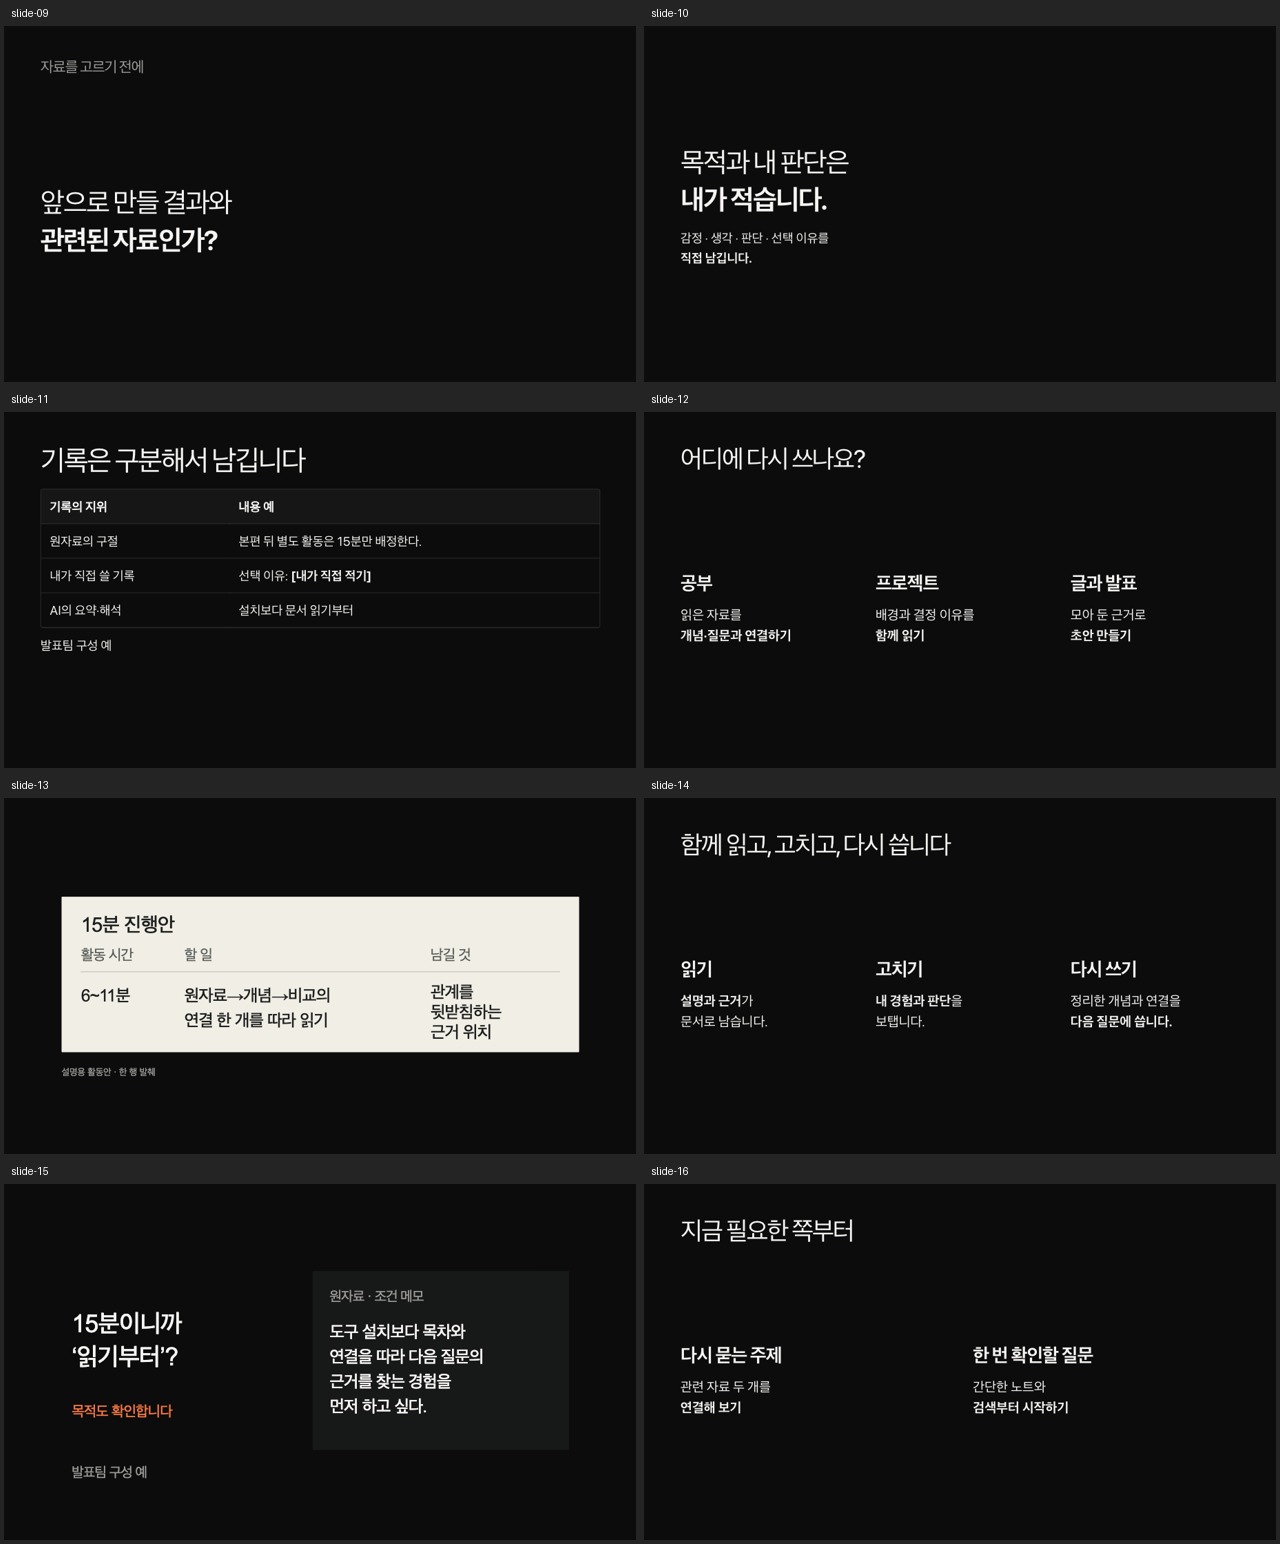 slide-09
자료를 고르기 전에
앞으로 만들 결과와
관련된 자료인가?
slide-10
목적과 내 판단은
내가 적습니다.
감정 · 생각 · 판단 · 선택 이유를
직접 남깁니다.
slide-11
기록은 구분해서 남깁니다
기록의 지위 내용 예
원자료의 구절 본편 뒤 별도 활동은 15분만 배정한다.
내가 직접 쓸 기록 선택 이유: [내가 직접 적기]
AI의 요약·해석 설치보다 문서 읽기부터
발표팀 구성 예
slide-12
어디에 다시 쓰나요?
공부
읽은 자료를
개념·질문과 연결하기
프로젝트
배경과 결정 이유를
함께 읽기
글과 발표
모아 둔 근거로
초안 만들기
slide-13
15분 진행안
활동 시간 할 일 남길 것
6~11분
원자료→개념→비교의
연결 한 개를 따라 읽기
관계를
뒷받침하는
근거 위치
설명용 활동안 · 한 행 발췌
slide-14
함께 읽고, 고치고, 다시 씁니다
읽기
설명과 근거가
문서로 남습니다.
고치기
내 경험과 판단을
보탭니다.
다시 쓰기
정리한 개념과 연결을
다음 질문에 씁니다.
slide-15
15분이니까
‘읽기부터’?
목적도 확인합니다
발표팀 구성 예
원자료 · 조건 메모
도구 설치보다 목차와
연결을 따라 다음 질문의
근거를 찾는 경험을
먼저 하고 싶다.
slide-16
지금 필요한 쪽부터
다시 묻는 주제
관련 자료 두 개를
연결해 보기
한 번 확인할 질문
간단한 노트와
검색부터 시작하기